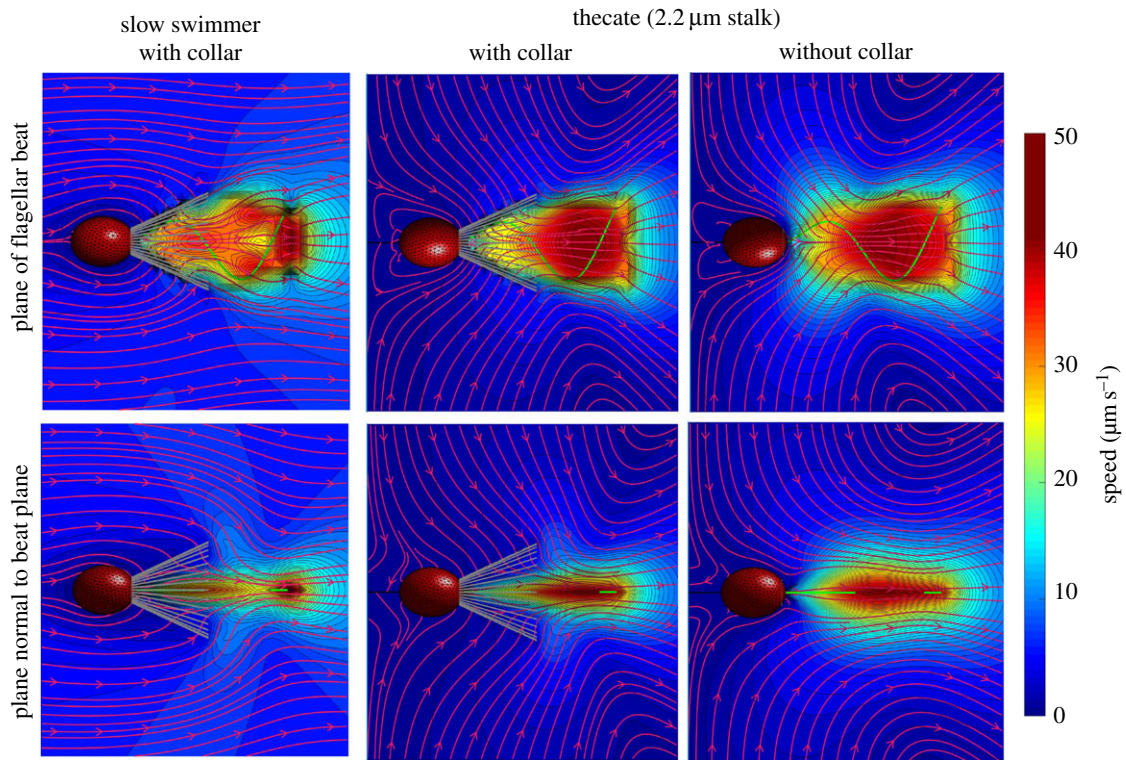 slow swimmer
with collar
thecate (2.2 µm stalk)
with collar
without collar
plane of flagellar beat
plane normal to beat plane
50
40
30
20
10
0
speed (µm s⁻¹)